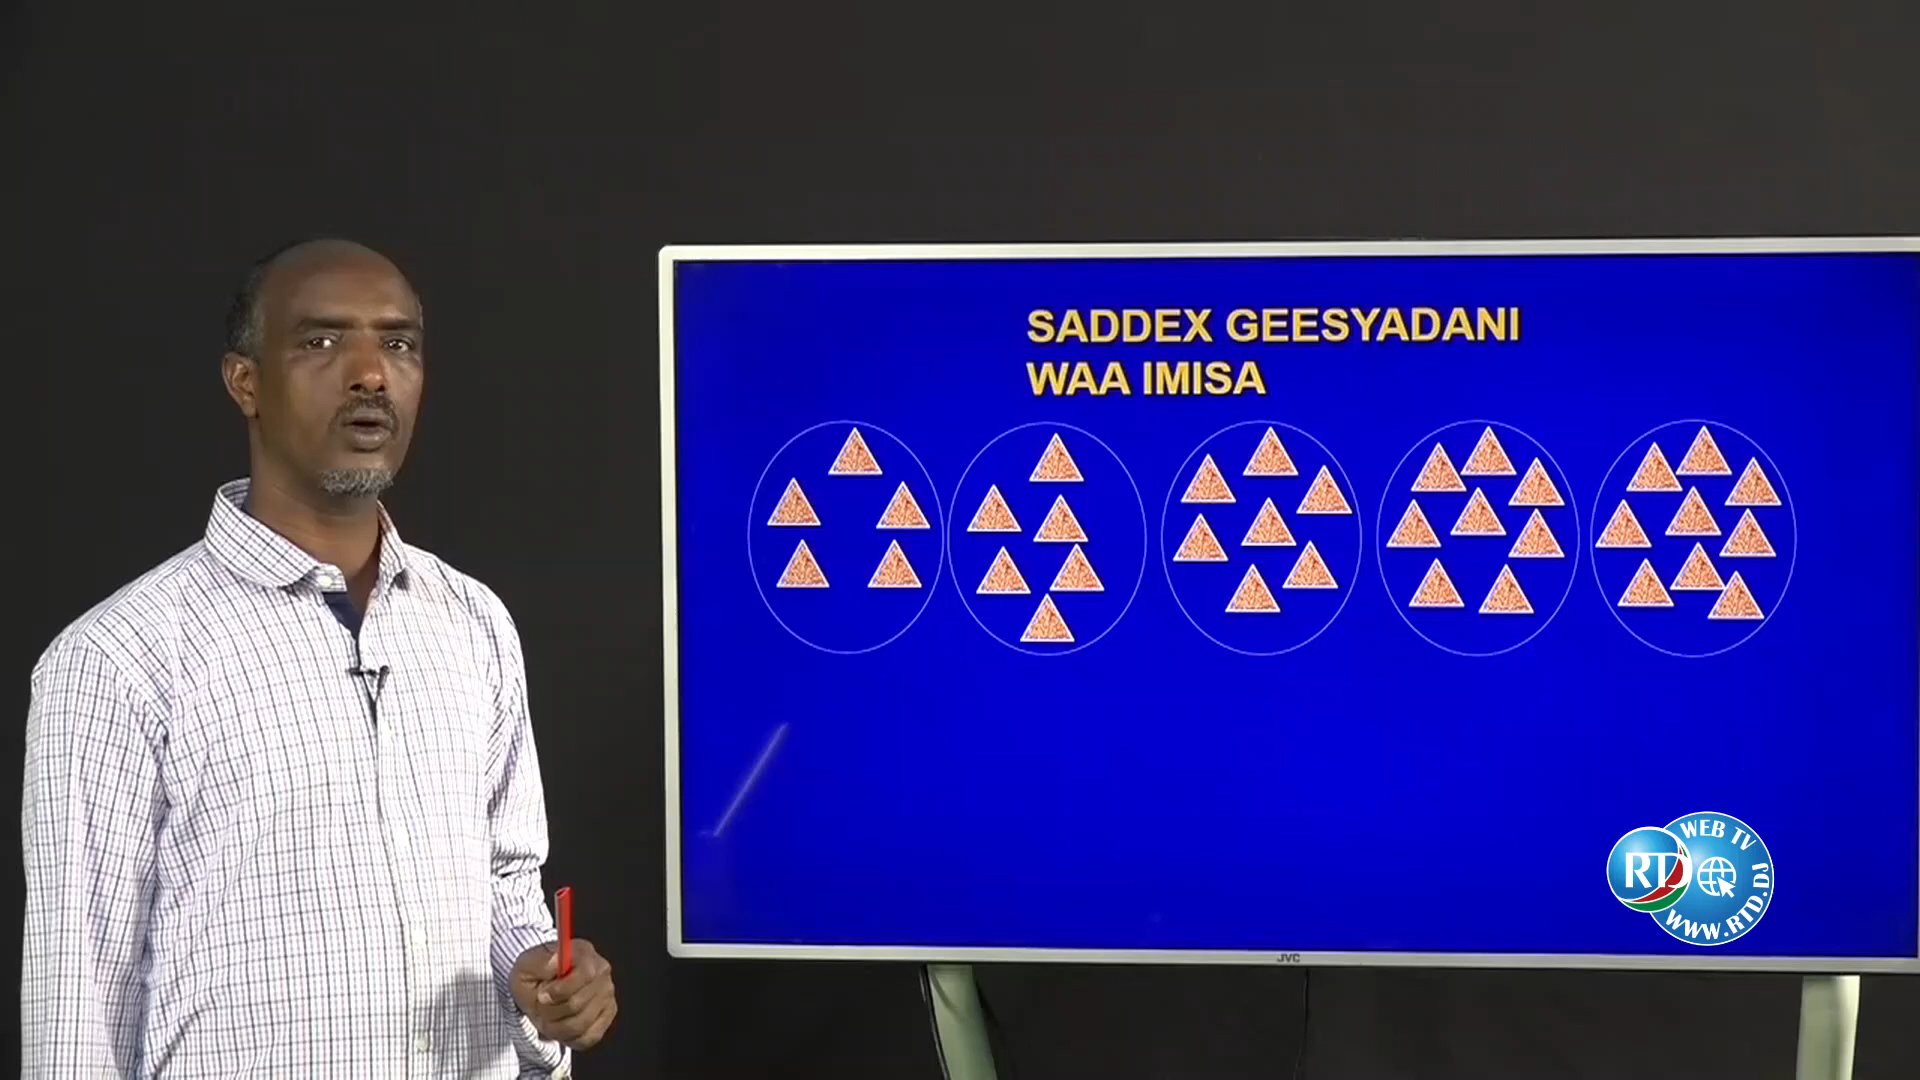 SADDEX GEESYADANI
WAA IMISA
WEB TV
RTD
WWW.RTD.DJ
JVC